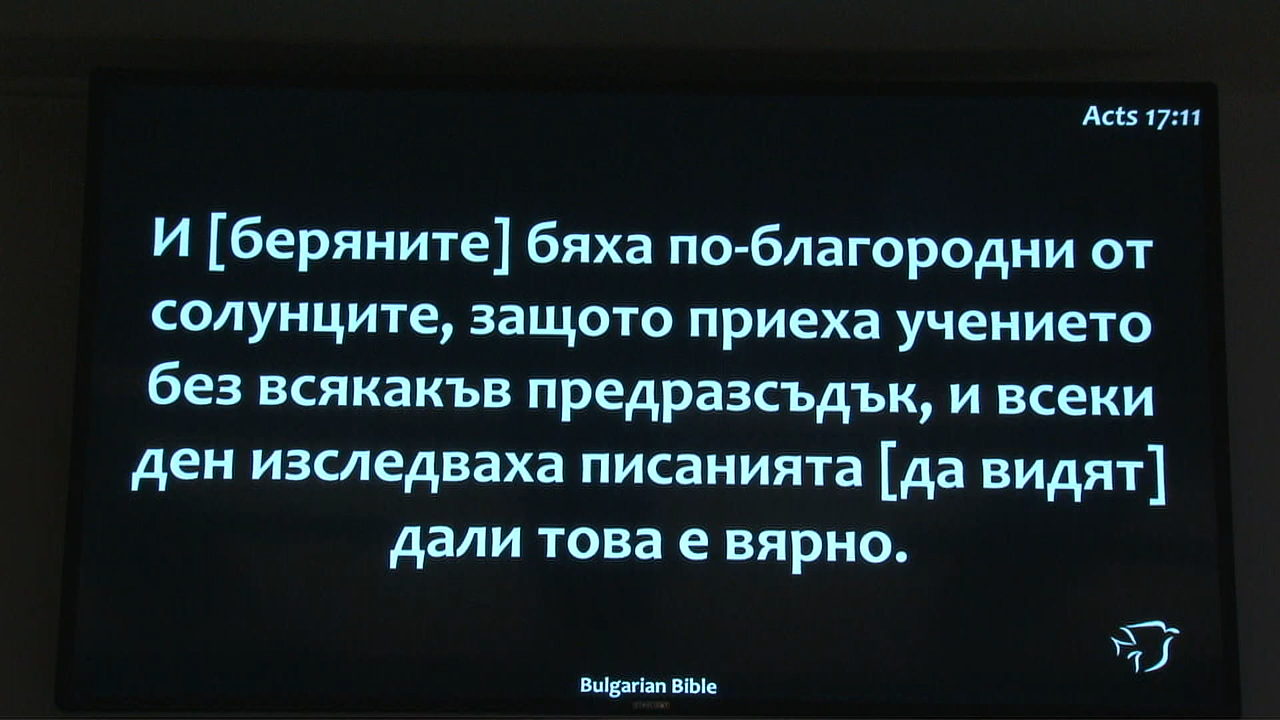 Acts 17:11
И [беряните] бяха по-благородни от
солунците, защото приеха учението
без всякакъв предразсъдък, и всеки
ден изследваха писанията [да видят]
дали това е вярно.
Bulgarian Bible